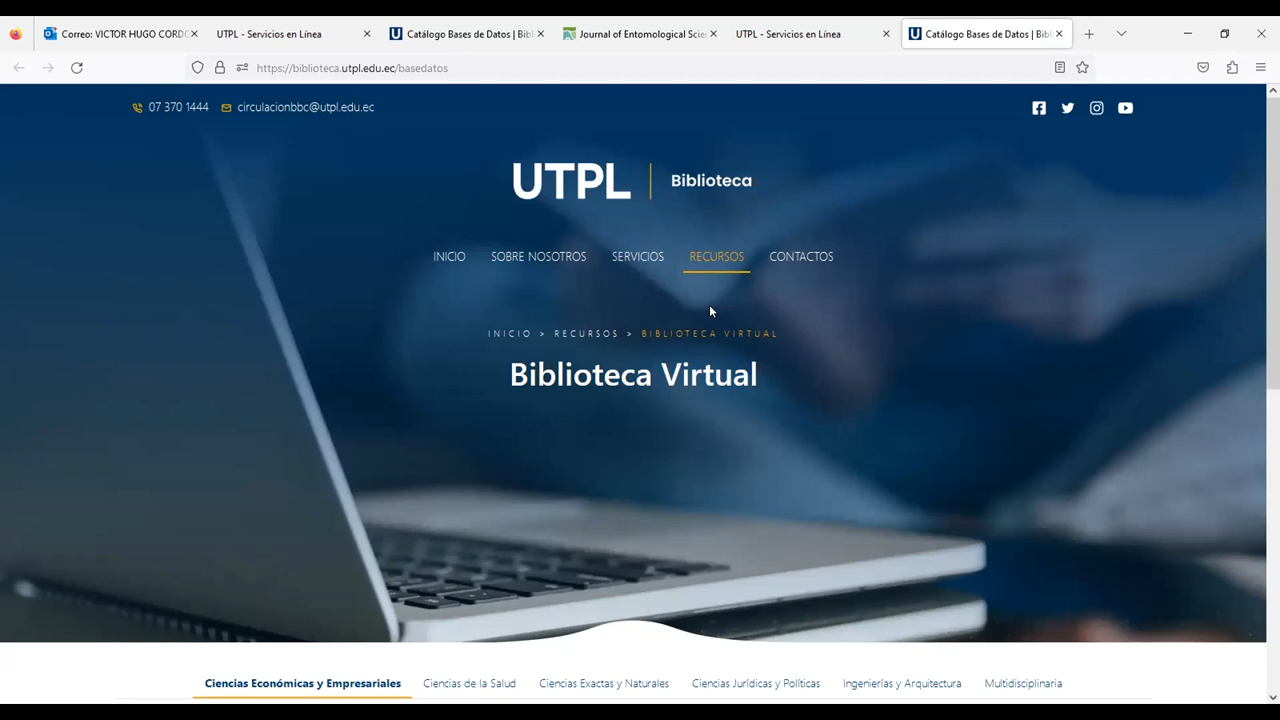 Correo: VICTOR HUGO CORDO
UTPL - Servicios en Línea
Catálogo Bases de Datos | Bibl
Journal of Entomological Scie
UTPL - Servicios en Línea
Catálogo Bases de Datos | Bibl
https://biblioteca.utpl.edu.ec/basedatos
07 370 1444
circulacionbbc@utpl.edu.ec
UTPL | Biblioteca
INICIO SOBRE NOSOTROS SERVICIOS RECURSOS CONTACTOS
INICIO > RECURSOS > BIBLIOTECA VIRTUAL
Biblioteca Virtual
Ciencias Económicas y Empresariales Ciencias de la Salud Ciencias Exactas y Naturales Ciencias Jurídicas y Políticas Ingenierías y Arquitectura Multidisciplinaria